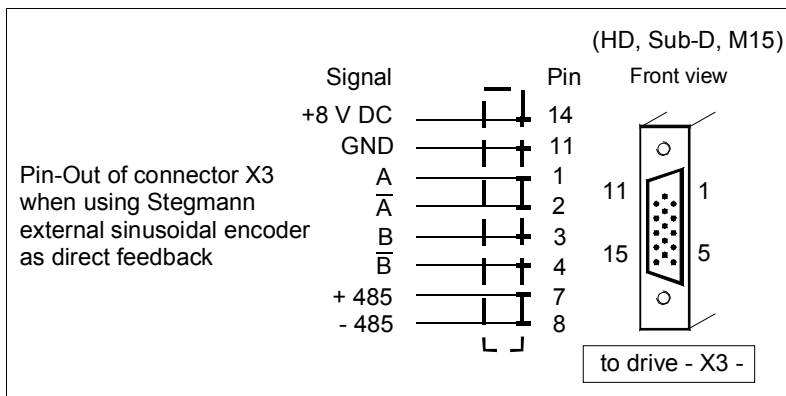 (HD, Sub-D, M15)
Signal Pin Front view
+8 V DC 14
GND 11
A 1
A̅ 2
B 3
B̅ 4
+ 485 7
- 485 8
Pin-Out of connector X3
when using Stegmann
external sinusoidal encoder
as direct feedback
11 1
15 5
to drive - X3 -